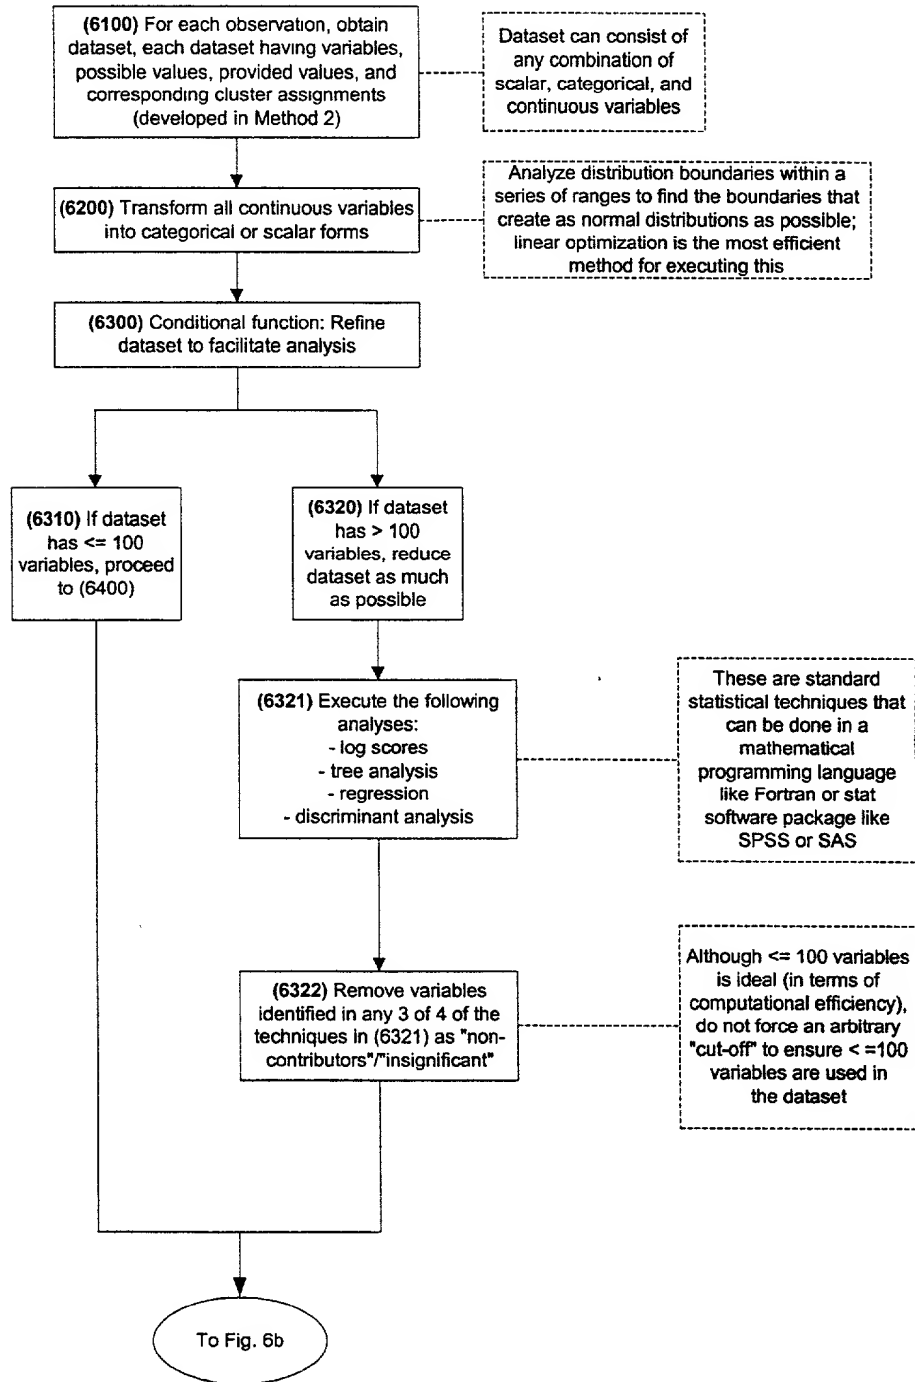 (6100) For each observation, obtain
dataset, each dataset having variables,
possible values, provided values, and
corresponding cluster assignments
(developed in Method 2)
Dataset can consist of
any combination of
scalar, categorical, and
continuous variables
(6200) Transform all continuous variables
into categorical or scalar forms
Analyze distribution boundaries within a
series of ranges to find the boundaries that
create as normal distributions as possible;
linear optimization is the most efficient
method for executing this
(6300) Conditional function: Refine
dataset to facilitate analysis
(6310) If dataset
has <= 100
variables, proceed
to (6400)
(6320) If dataset
has > 100
variables, reduce
dataset as much
as possible
(6321) Execute the following
analyses:
- log scores
- tree analysis
- regression
- discriminant analysis
These are standard
statistical techniques that
can be done in a
mathematical
programming language
like Fortran or stat
software package like
SPSS or SAS
(6322) Remove variables
identified in any 3 of 4 of the
techniques in (6321) as "non-
contributors"/"insignificant"
Although <= 100 variables
is ideal (in terms of
computational efficiency),
do not force an arbitrary
"cut-off" to ensure < =100
variables are used in
the dataset
To Fig. 6b